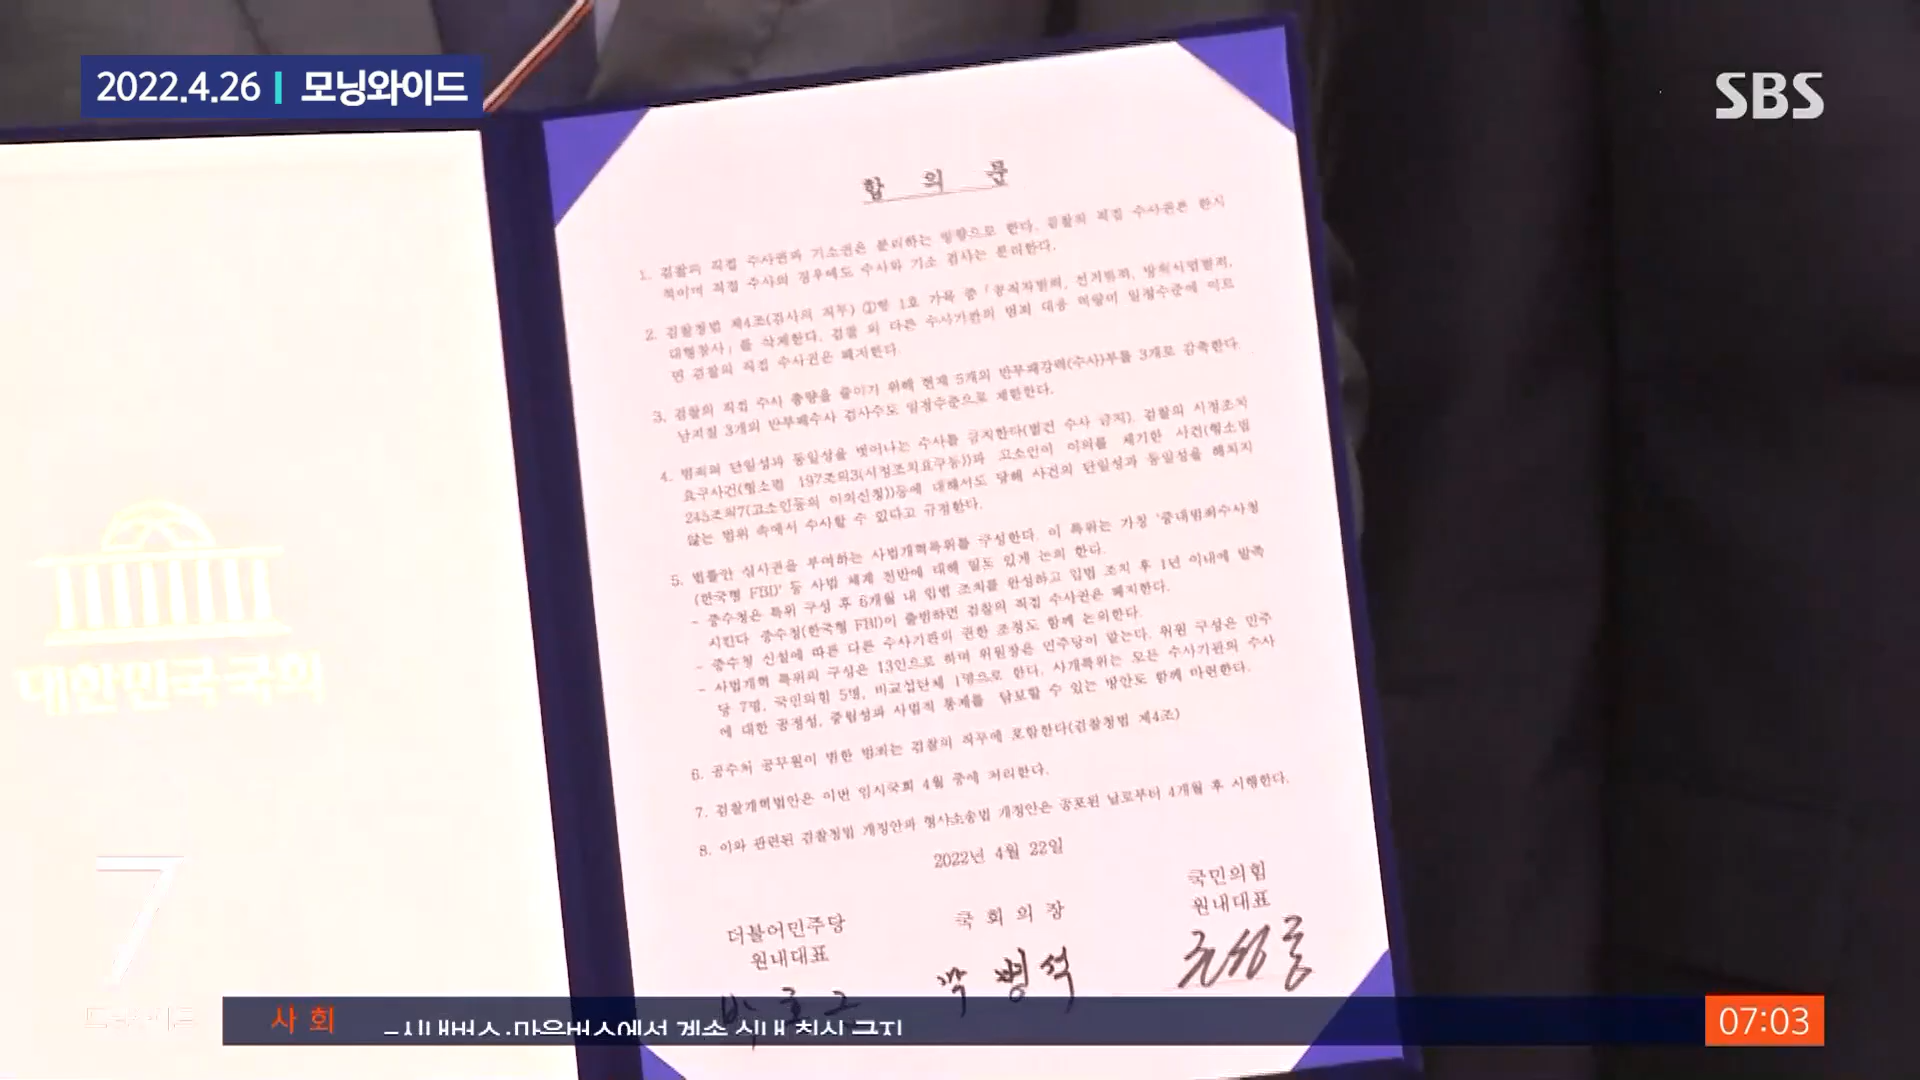 2022.4.26 | 모닝와이드
SBS
합 의 문
1. 검찰의 직접 수사권과 기소권은 분리하는 방향으로 한다. 검찰의 직접 수사권은 한시
적이며 직접 수사의 경우에도 수사와 기소 검사는 분리한다.
2. 검찰청법 제4조(검사의 직무) ①항 1호 가목 중 「공직자범죄, 선거범죄, 방위사업범죄,
대형참사」를 삭제한다. 검찰 외 다른 수사기관의 범죄 대응 역량이 일정수준에 이르
면 검찰의 직접 수사권은 폐지한다.
3. 검찰의 직접 수사 총량을 줄이기 위해 현재 5개의 반부패강력(수사)부를 3개로 감축한다.
남겨질 3개의 반부패수사 검사수도 일정수준으로 제한한다.
4. 범죄의 단일성과 동일성을 벗어나는 수사를 금지한다(별건 수사 금지). 검찰의 시정조치
요구사건(형소법 197조의3(시정조치요구등))과 고소인이 이의를 제기한 사건(형소법
245조의7(고소인등의 이의신청))등에 대해서도 당해 사건의 단일성과 동일성을 해치지
않는 범위 속에서 수사할 수 있다고 규정한다.
5. 법률안 심사권을 부여하는 사법개혁특위를 구성한다. 이 특위는 가칭 '중대범죄수사청
(한국형 FBI)' 등 사법 체계 전반에 대해 밀도 있게 논의 한다.
- 중수청은 특위 구성 후 6개월 내 입법 조치를 완성하고 입법 조치 후 1년 이내에 발족
시킨다 중수청(한국형 FBI)이 출범하면 검찰의 직접 수사권은 폐지한다.
- 중수청 신설에 따른 다른 수사기관의 권한 조정도 함께 논의한다.
- 사법개혁 특위의 구성은 13인으로 하며 위원장은 민주당이 맡는다. 위원 구성은 민주
당 7명, 국민의힘 5명, 비교섭단체 1명으로 한다. 사개특위는 모든 수사기관의 수사
에 대한 공정성, 중립성과 사법적 통제를 담보할 수 있는 방안도 함께 마련한다.
6. 공수처 공무원이 범한 범죄는 검찰의 직무에 포함한다(검찰청법 제4조)
7. 검찰개혁법안은 이번 임시국회 4월 중에 처리한다.
8. 이와 관련된 검찰청법 개정안과 형사소송법 개정안은 공포된 날로부터 4개월 후 시행한다.
2022년 4월 22일
더불어민주당
원내대표
국 회 의 장
박 병 석
국민의힘
원내대표
대한민국국회
7
모닝와이드
사 회
07:03